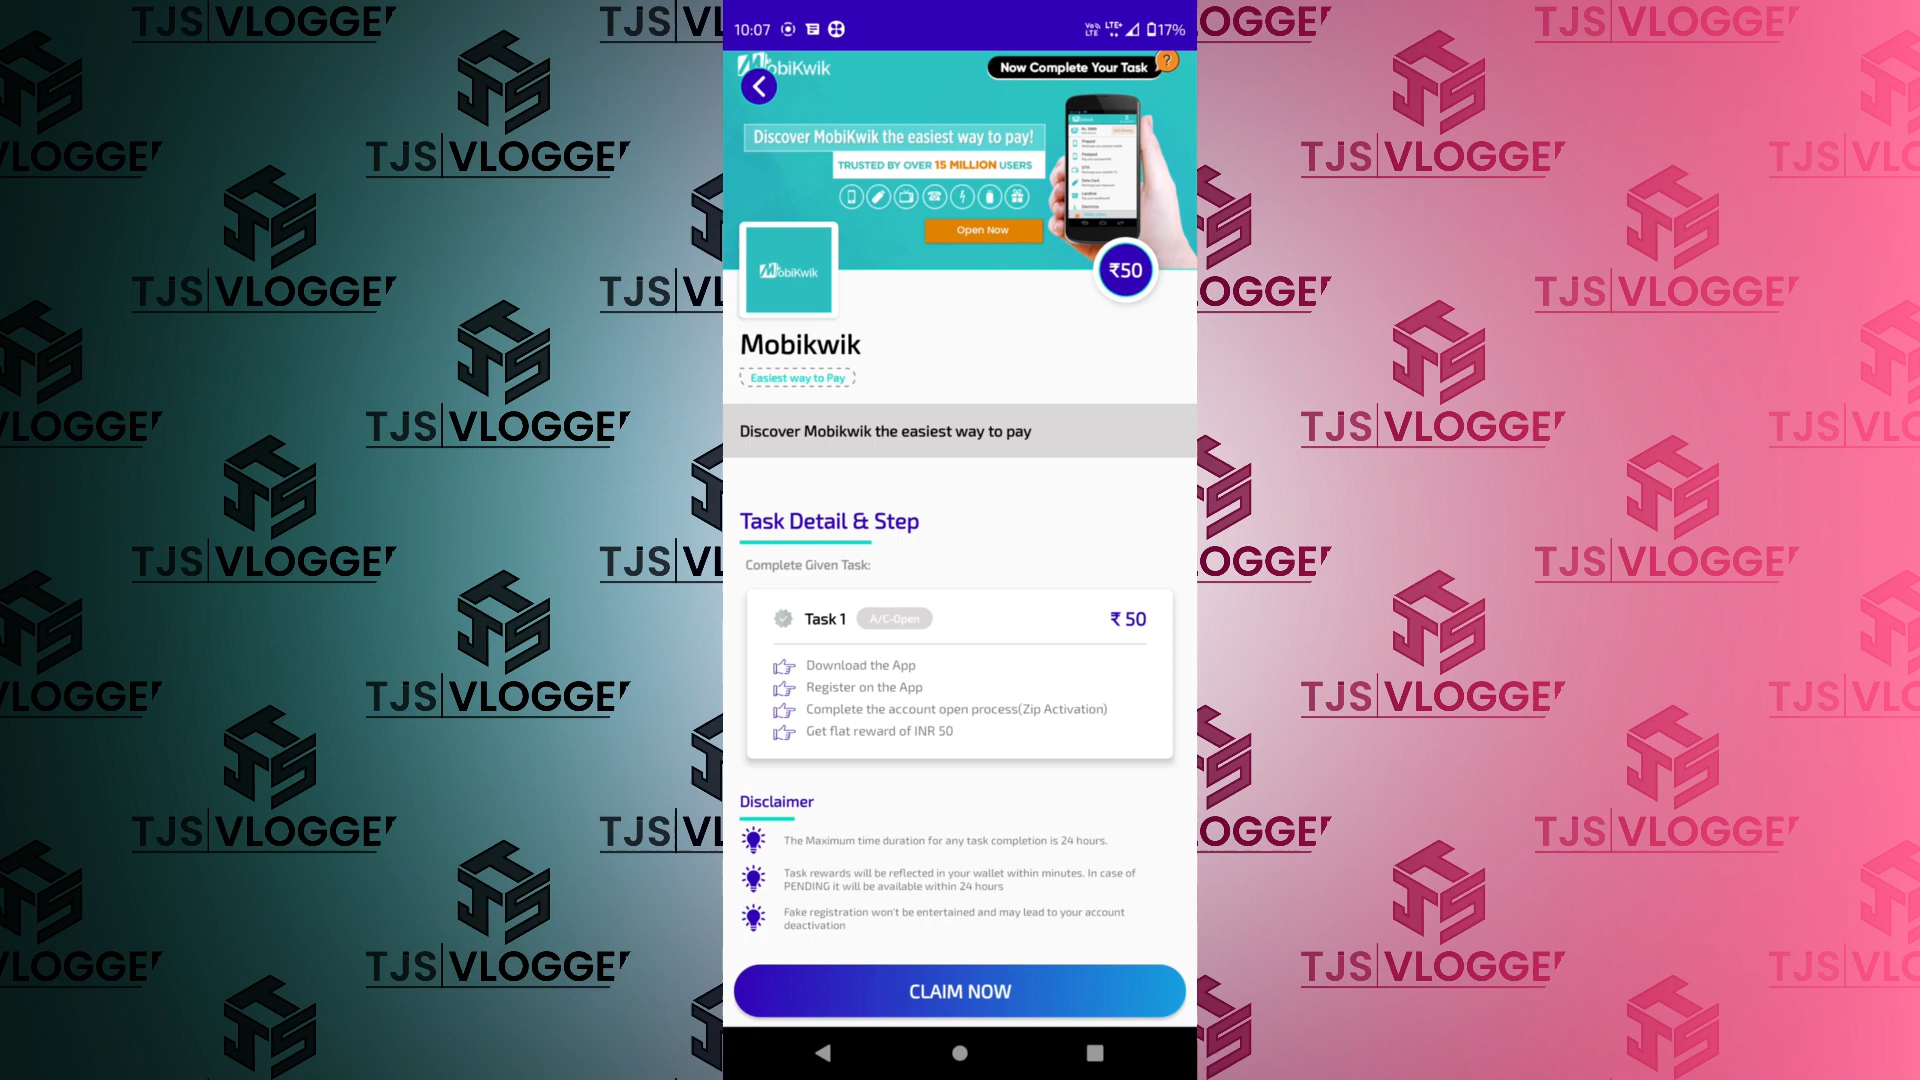 10:07
Vo) LTE LTE+ 17%
MobiKwik
Now Complete Your Task ?
Discover MobiKwik the easiest way to pay!
TRUSTED BY OVER 15 MILLION USERS
Open Now
MobiKwik
₹50
Mobikwik
Easiest way to Pay
Discover Mobikwik the easiest way to pay
Task Detail & Step
Complete Given Task:
Task 1 A/C-Open ₹ 50
Download the App
Register on the App
Complete the account open process(Zip Activation)
Get flat reward of INR 50
Disclaimer
The Maximum time duration for any task completion is 24 hours.
Task rewards will be reflected in your wallet within minutes. In case of
PENDING it will be available within 24 hours
Fake registration won't be entertained and may lead to your account
deactivation
CLAIM NOW
TJS|VLOGGER